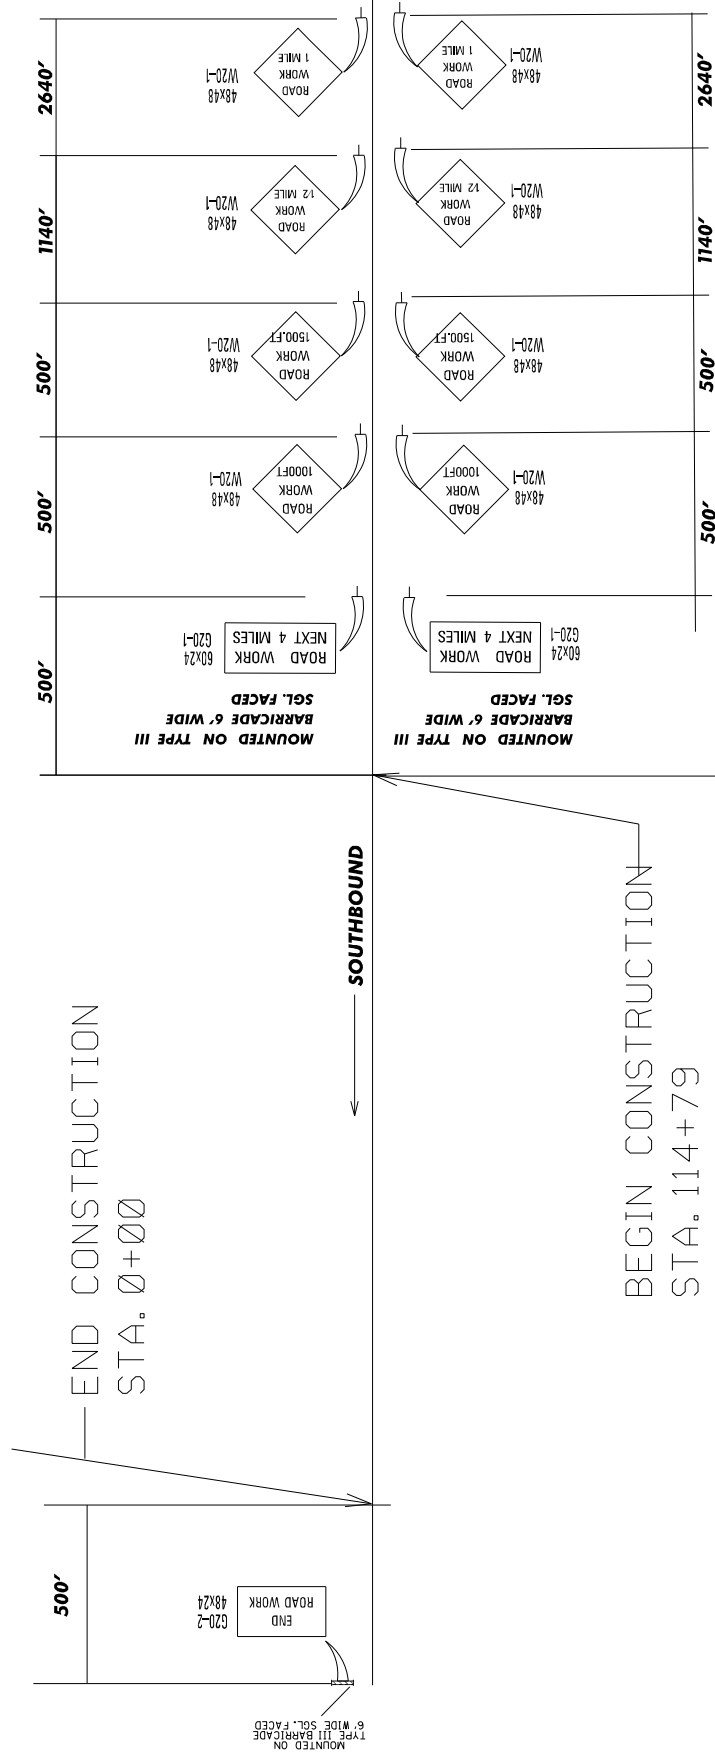 2640'
1140'
500'
500'
500'
ROAD
WORK
1 MILE
48x48
W20-1
ROAD
WORK
1/2 MILE
48x48
W20-1
ROAD
WORK
1500.FT
48x48
W20-1
ROAD
WORK
1000FT
48x48
W20-1
ROAD WORK
NEXT 4 MILES
60x24
G20-1
MOUNTED ON TYPE III
BARRICADE 6' WIDE
SGL. FACED
ROAD
WORK
1 MILE
48x48
W20-1
ROAD
WORK
1/2 MILE
48x48
W20-1
ROAD
WORK
1500.FT
48x48
W20-1
ROAD
WORK
1000FT
48x48
W20-1
ROAD WORK
NEXT 4 MILES
60x24
G20-1
MOUNTED ON TYPE III
BARRICADE 6' WIDE
SGL. FACED
2640'
1140'
500'
500'
SOUTHBOUND
END CONSTRUCTION
STA. 0+00
BEGIN CONSTRUCTION
STA. 114+79
500'
END
ROAD WORK
G20-2
48x24
MOUNTED ON
TYPE III BARRICADE
6' WIDE SGL. FACED